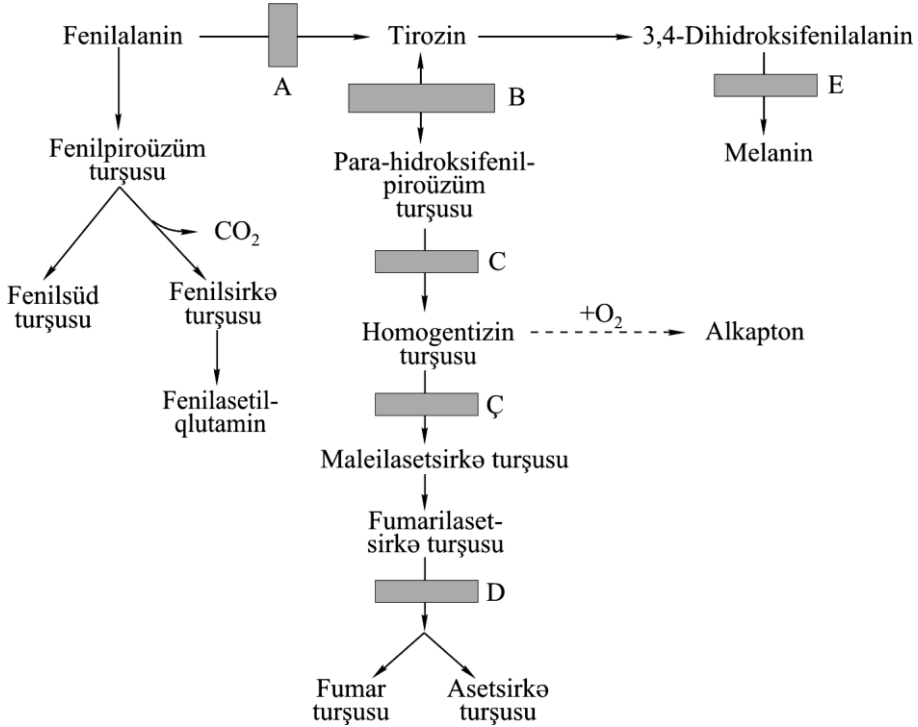 Fenilalanin
Tirozin
3,4-Dihidroksifenilalanin
A
B
E
Fenilpiroüzüm
turşusu
Para-hidroksifenil-
piroüzüm
turşusu
Melanin
CO₂
C
Fenilsüd
turşusu
Fenilsirkə
turşusu
Homogentizin
turşusu
+O₂
Alkapton
Fenilasetil-
qlutamin
Ç
Maleilasetsirkə turşusu
Fumarilaset-
sirkə turşusu
D
Fumar
turşusu
Asetsirkə
turşusu